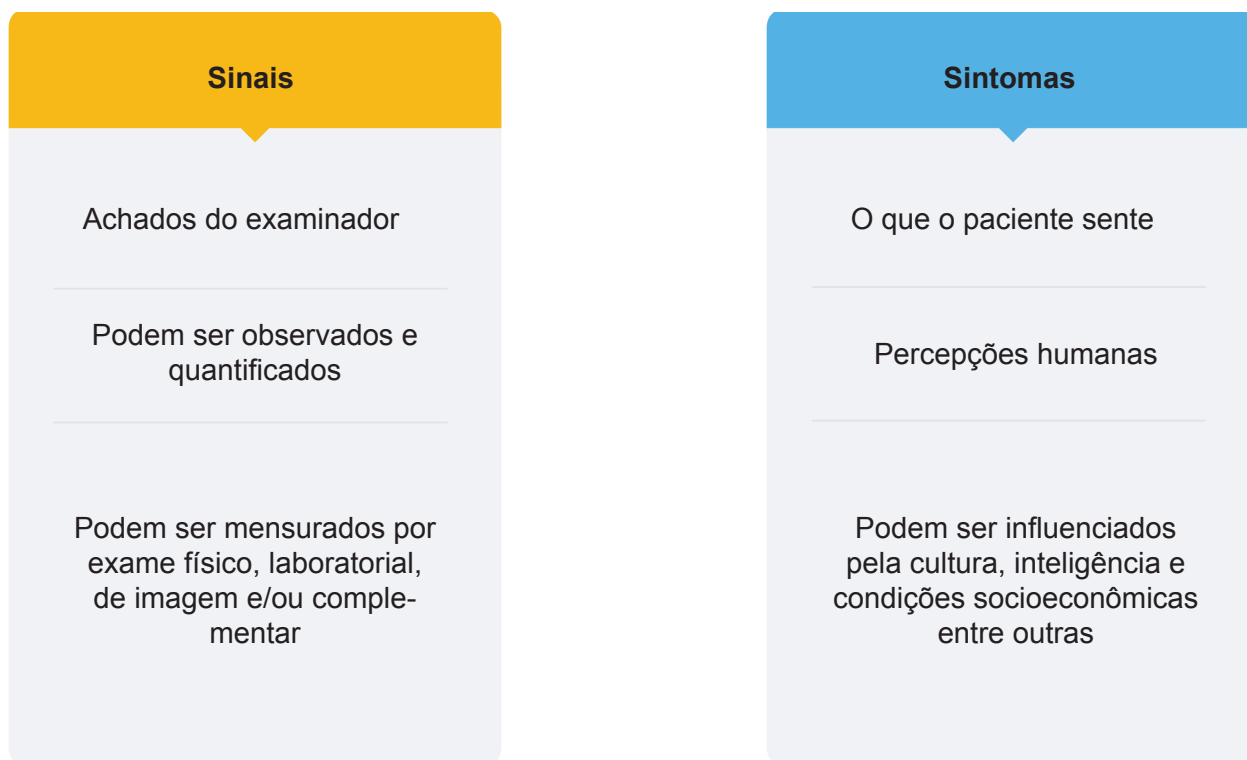 Sinais
Achados do examinador
Podem ser observados e
quantificados
Podem ser mensurados por
exame físico, laboratorial,
de imagem e/ou comple-
mentar
Sintomas
O que o paciente sente
Percepções humanas
Podem ser influenciados
pela cultura, inteligência e
condições socioeconômicas
entre outras